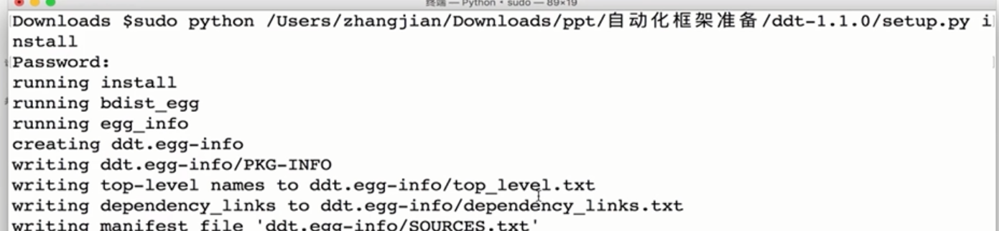 终端 — Python • sudo — 89×19
Downloads $sudo python /Users/zhangjian/Downloads/ppt/自动化框架准备/ddt-1.1.0/setup.py i
nstall
Password:
running install
running bdist_egg
running egg_info
creating ddt.egg-info
writing ddt.egg-info/PKG-INFO
writing top-level names to ddt.egg-info/top_level.txt
writing dependency_links to ddt.egg-info/dependency_links.txt
writing manifest file 'ddt.egg-info/SOURCES.txt'